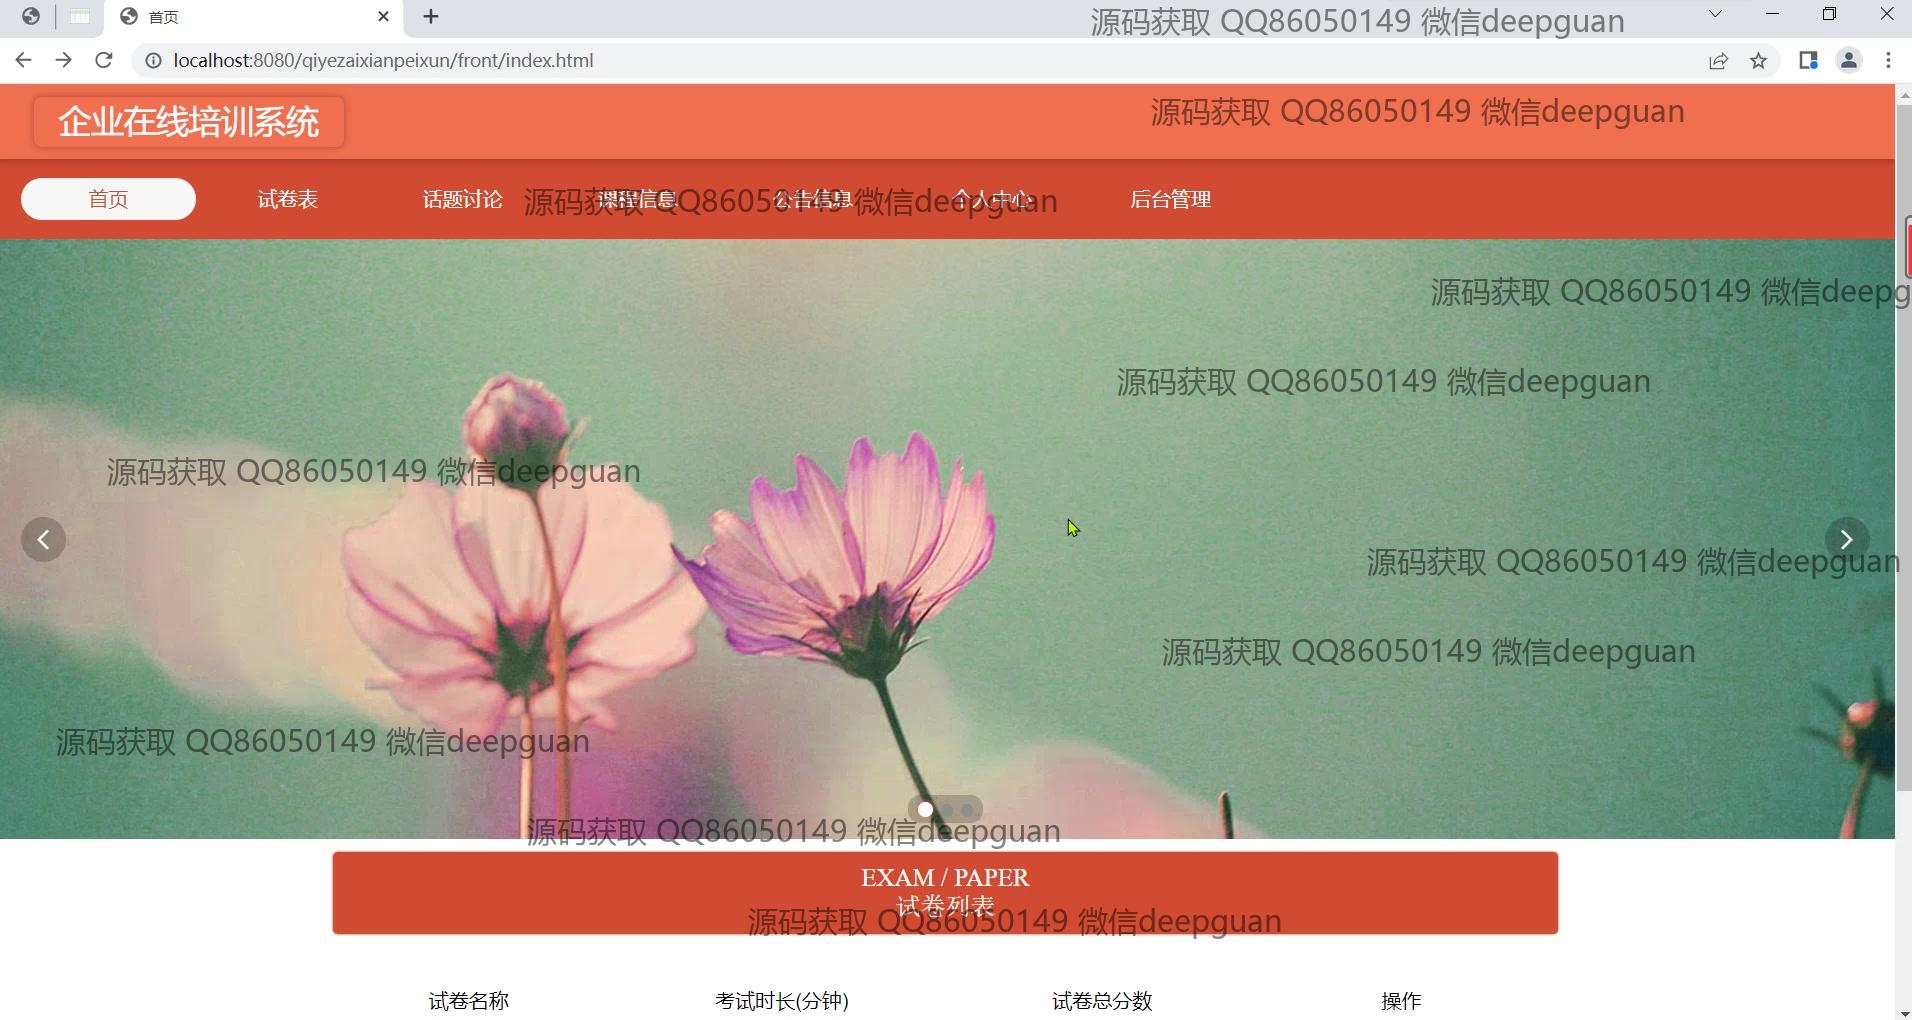 首页
源码获取 QQ86050149 微信deepguan
localhost:8080/qiyezaixianpeixun/front/index.html
企业在线培训系统
源码获取 QQ86050149 微信deepguan
首页 试卷表 话题讨论 课程信息 公告信息 个人中心 后台管理
源码获取 QQ86050149 微信deepguan
源码获取 QQ86050149 微信deepg
源码获取 QQ86050149 微信deepguan
源码获取 QQ86050149 微信deepguan
源码获取 QQ86050149 微信deepguan
源码获取 QQ86050149 微信deepguan
源码获取 QQ86050149 微信deepguan
源码获取 QQ86050149 微信deepguan
EXAM / PAPER
试卷列表
源码获取 QQ86050149 微信deepguan
试卷名称 考试时长(分钟) 试卷总分数 操作